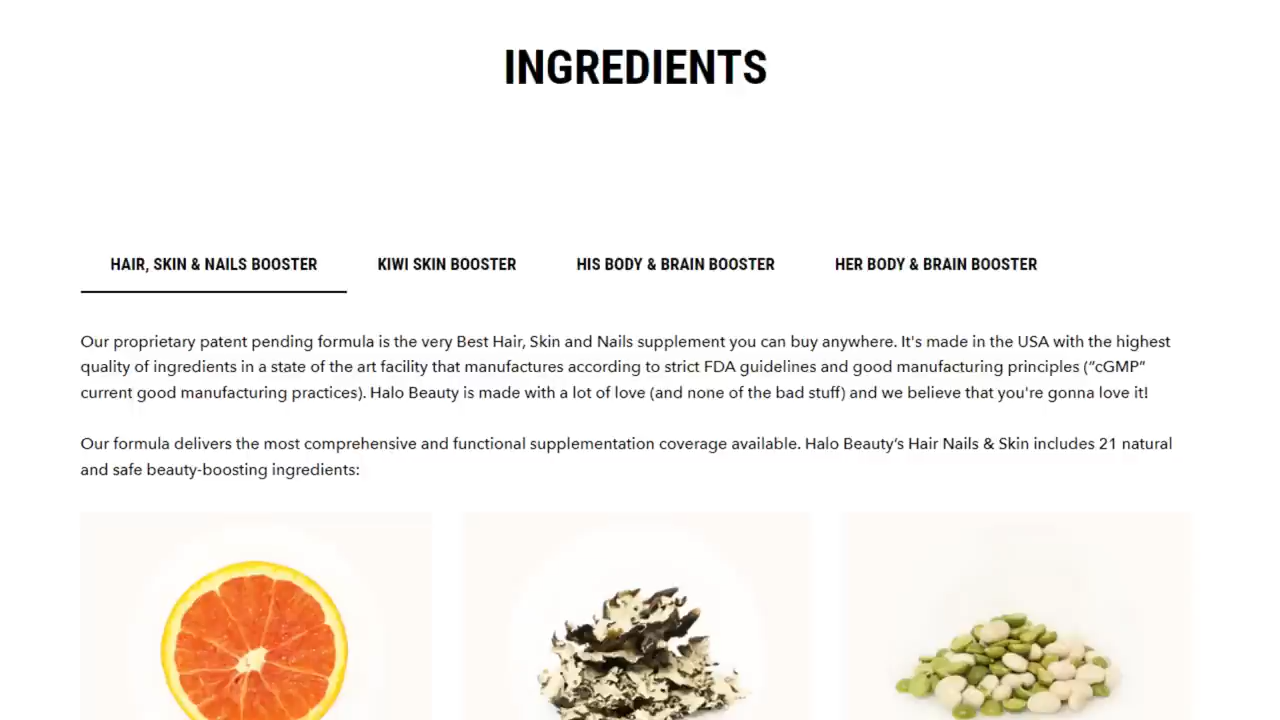 INGREDIENTS
HAIR, SKIN & NAILS BOOSTER KIWI SKIN BOOSTER HIS BODY & BRAIN BOOSTER HER BODY & BRAIN BOOSTER
Our proprietary patent pending formula is the very Best Hair, Skin and Nails supplement you can buy anywhere. It's made in the USA with the highest
quality of ingredients in a state of the art facility that manufactures according to strict FDA guidelines and good manufacturing principles (“cGMP”
current good manufacturing practices). Halo Beauty is made with a lot of love (and none of the bad stuff) and we believe that you're gonna love it!
Our formula delivers the most comprehensive and functional supplementation coverage available. Halo Beauty’s Hair Nails & Skin includes 21 natural
and safe beauty-boosting ingredients: